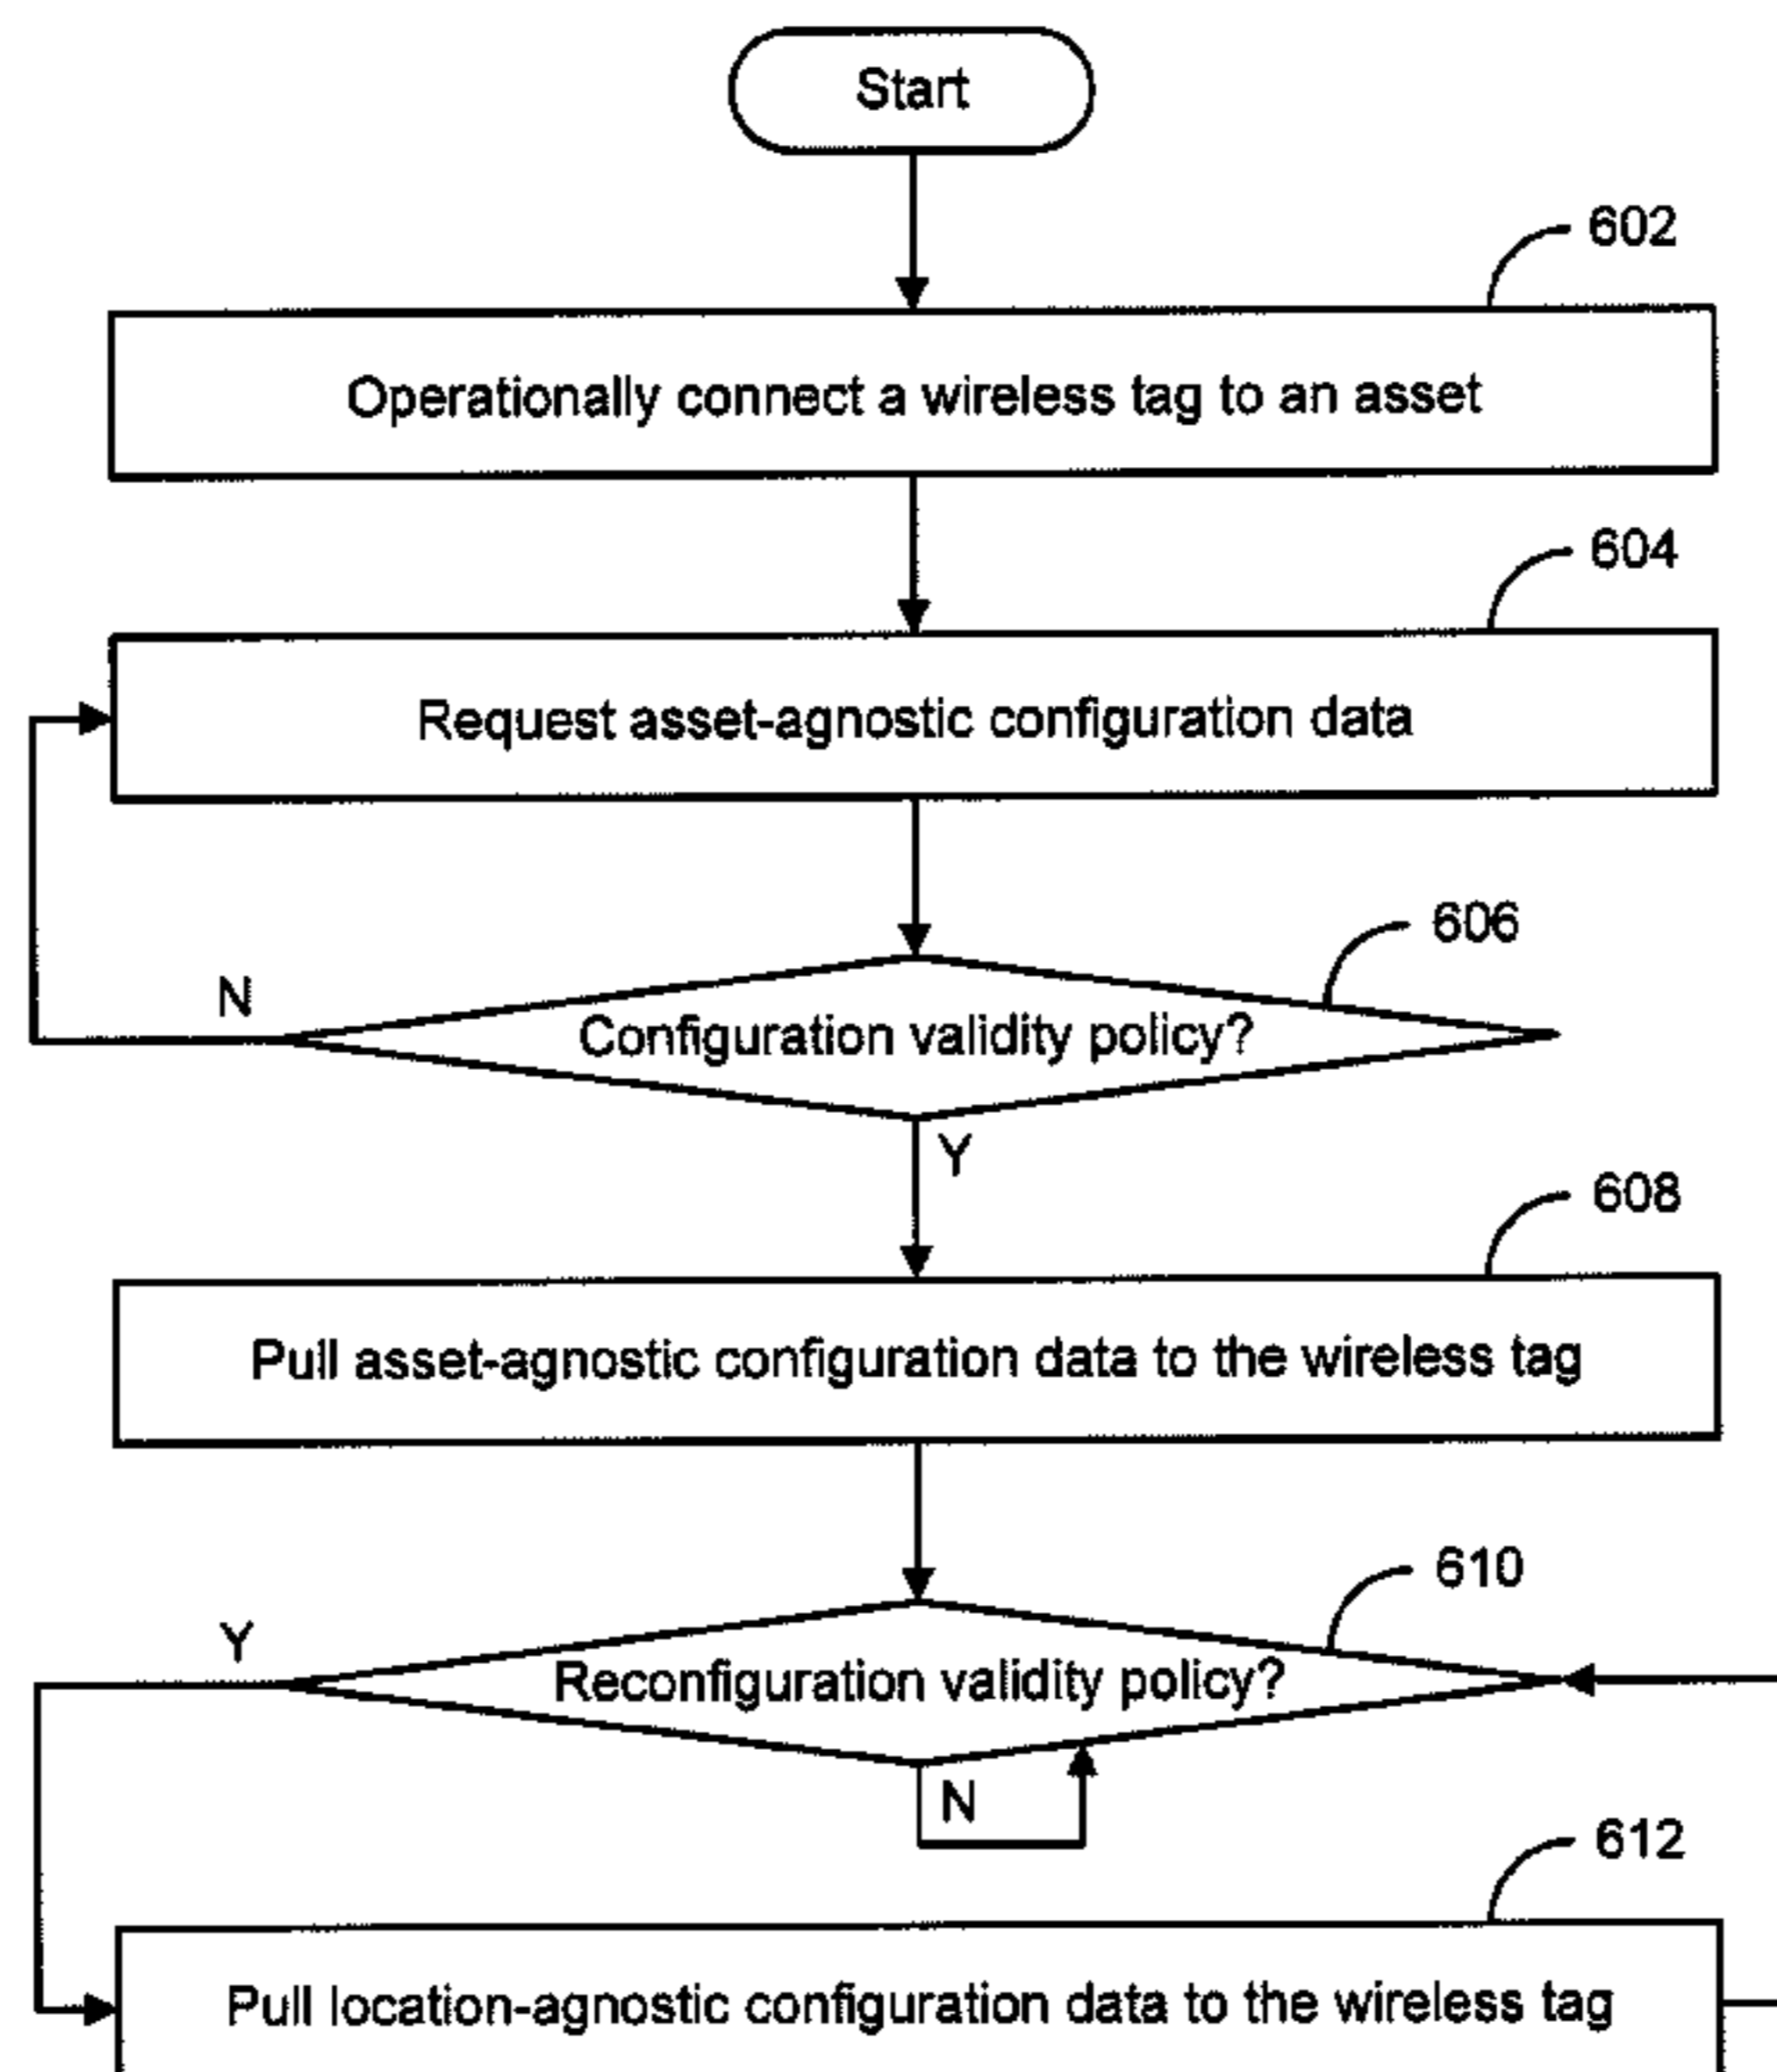 Start
602
Operationally connect a wireless tag to an asset
604
Request asset-agnostic configuration data
606
N
Configuration validity policy?
Y
608
Pull asset-agnostic configuration data to the wireless tag
610
Y
Reconfiguration validity policy?
N
612
Pull location-agnostic configuration data to the wireless tag